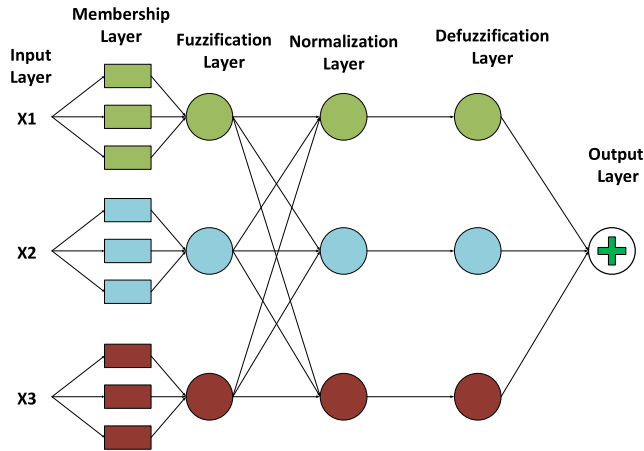 Input
Layer
Membership
Layer
Fuzzification
Layer
Normalization
Layer
Defuzzification
Layer
Output
Layer
X1
X2
X3